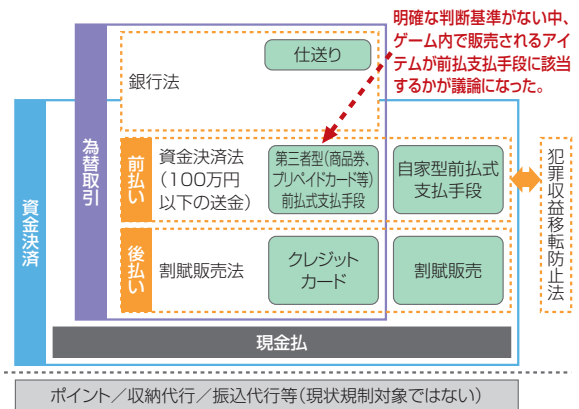 明確な判断基準がない中、
ゲーム内で販売されるアイ
テムが前払支払手段に該当
するかが議論になった。
仕送り
銀行法
為替取引
資金決済
前払い
資金決済法
(100万円
以下の送金)
第三者型(商品券、
プリペイドカード等)
前払式支払手段
自家型前払式
支払手段
犯罪収益移転防止法
後払い
割賦販売法
クレジット
カード
割賦販売
現金払
ポイント/収納代行/振込代行等(現状規制対象ではない)